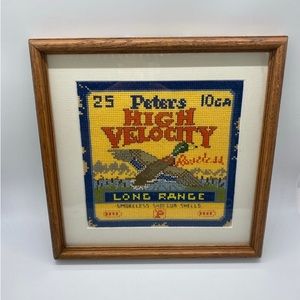 25 Peters 10GA
HIGH
VELOCITY
Rustless
LONG RANGE
SMOKELESS SHOTGUN SHELLS
P